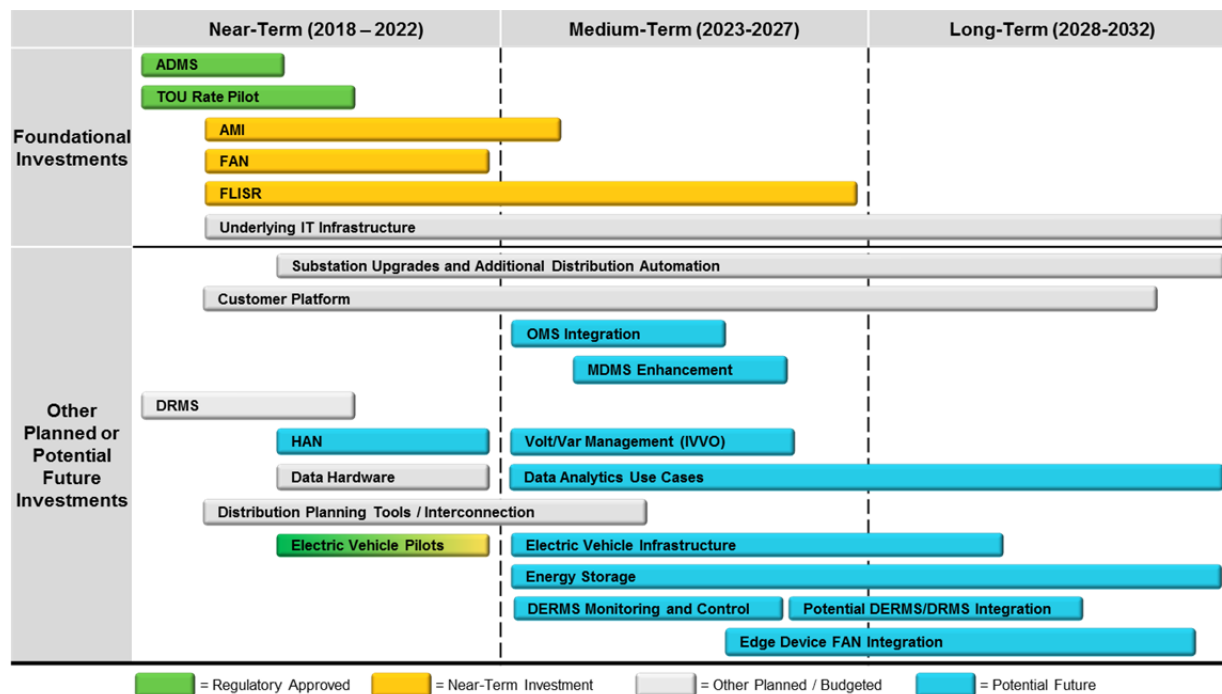 Near-Term (2018 – 2022)
Medium-Term (2023-2027)
Long-Term (2028-2032)
Foundational
Investments
ADMS
TOU Rate Pilot
AMI
FAN
FLISR
Underlying IT Infrastructure
Other
Planned or
Potential
Future
Investments
Substation Upgrades and Additional Distribution Automation
Customer Platform
OMS Integration
MDMS Enhancement
DRMS
HAN
Volt/Var Management (IVVO)
Data Hardware
Data Analytics Use Cases
Distribution Planning Tools / Interconnection
Electric Vehicle Pilots
Electric Vehicle Infrastructure
Energy Storage
DERMS Monitoring and Control
Potential DERMS/DRMS Integration
Edge Device FAN Integration
= Regulatory Approved
= Near-Term Investment
= Other Planned / Budgeted
= Potential Future